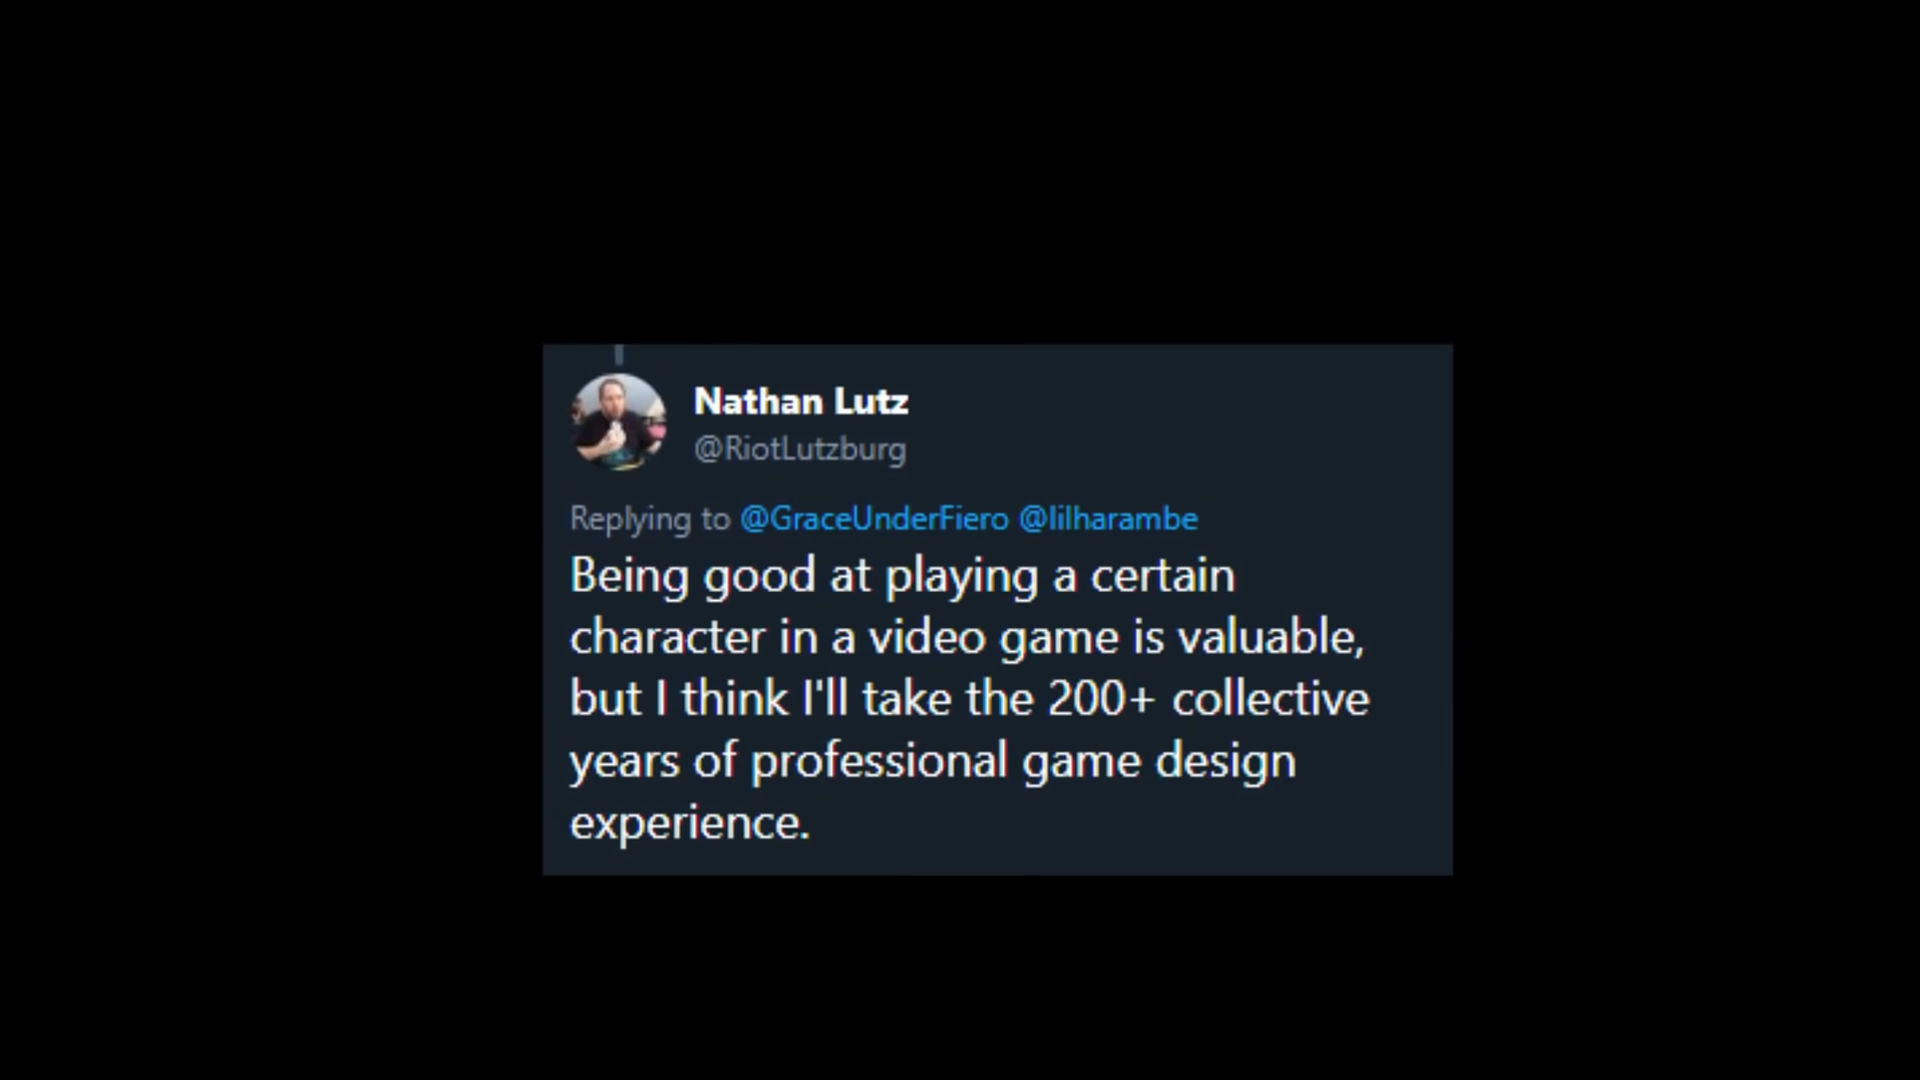 Nathan Lutz
@RiotLutzburg
Replying to @GraceUnderFiero @lilharambe
Being good at playing a certain
character in a video game is valuable,
but I think I'll take the 200+ collective
years of professional game design
experience.